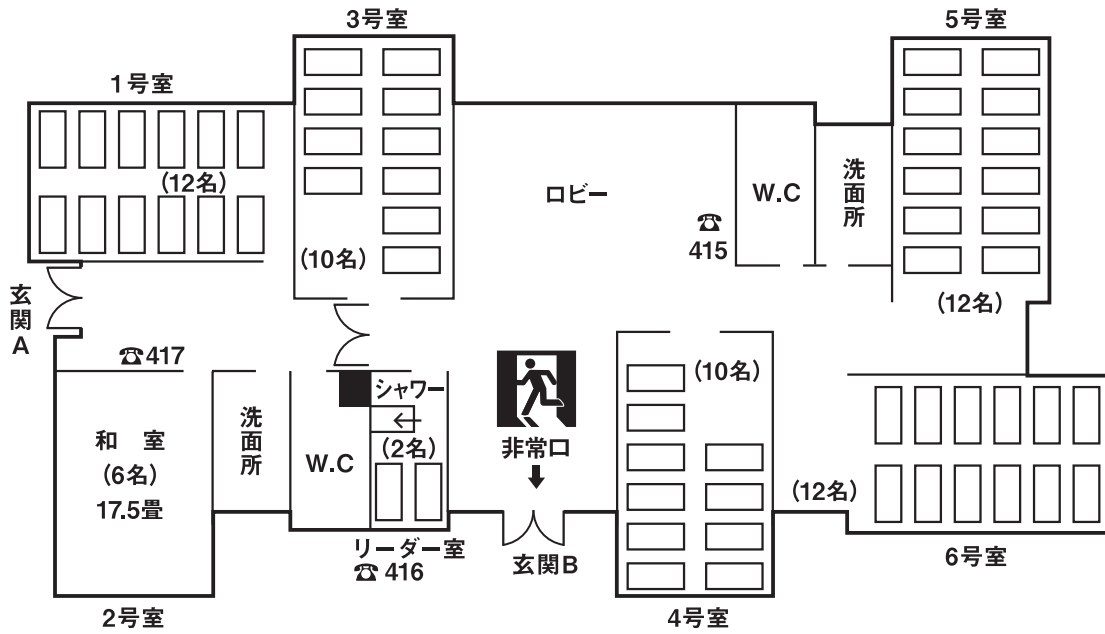 3号室
5号室
1号室
(12名)
ロビー
W.C
洗面所
☎
415
(10名)
(12名)
玄関A
☎417
シャワー
(10名)
和 室
(6名)
17.5畳
洗面所
W.C
(2名)
非常口
(12名)
リーダー室
☎ 416
玄関B
6号室
2号室
4号室